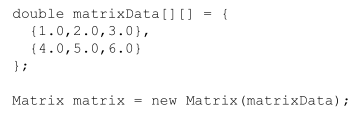 double matrixData[][] = {
  {1.0,2.0,3.0},
  {4.0,5.0,6.0}
};

Matrix matrix = new Matrix(matrixData);